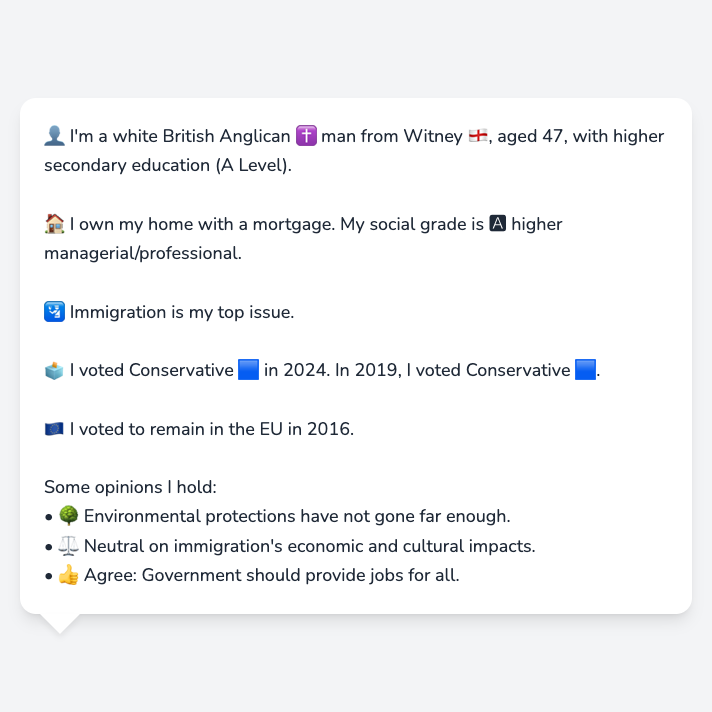 👤 I'm a white British Anglican ✝️ man from Witney 🏴󠁧󠁢󠁥󠁮󠁧󠁿, aged 47, with higher
secondary education (A Level).
🏠 I own my home with a mortgage. My social grade is 🅰 higher
managerial/professional.
🛂 Immigration is my top issue.
🗳️ I voted Conservative 🟦 in 2024. In 2019, I voted Conservative 🟦.
🇪🇺 I voted to remain in the EU in 2016.
Some opinions I hold:
• 🌳 Environmental protections have not gone far enough.
• ⚖️ Neutral on immigration's economic and cultural impacts.
• 👍 Agree: Government should provide jobs for all.